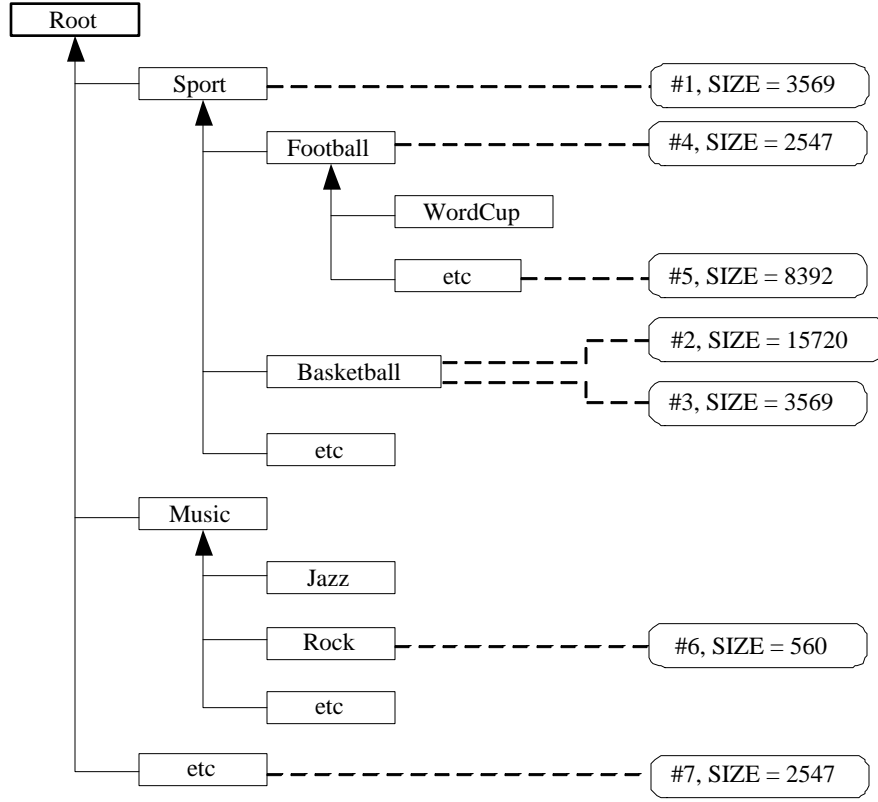 Root
Sport
#1, SIZE = 3569
Football
#4, SIZE = 2547
WordCup
etc
#5, SIZE = 8392
#2, SIZE = 15720
Basketball
#3, SIZE = 3569
etc
Music
Jazz
Rock
#6, SIZE = 560
etc
etc
#7, SIZE = 2547